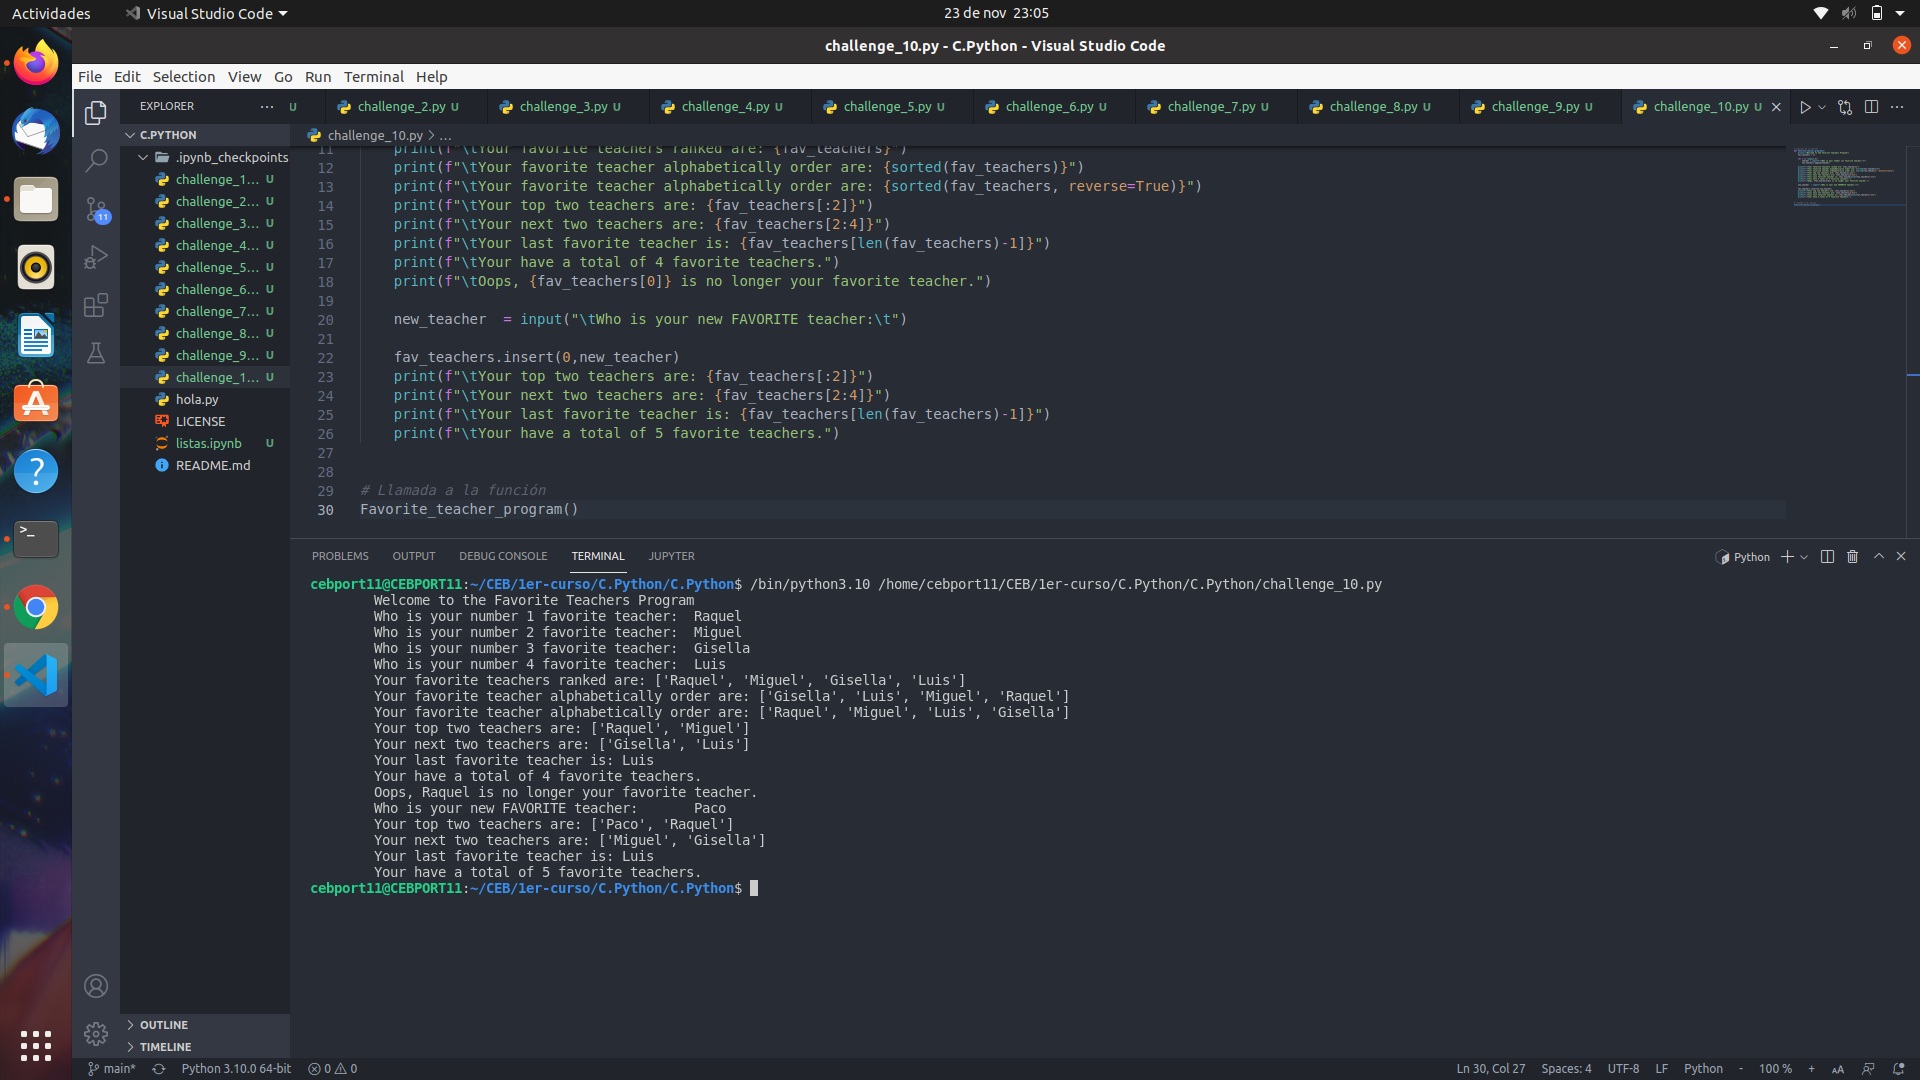 Actividades
Visual Studio Code
23 de nov 23:05
challenge_10.py - C.Python - Visual Studio Code
File Edit Selection View Go Run Terminal Help
EXPLORER
U
challenge_2.py U
challenge_3.py U
challenge_4.py U
challenge_5.py U
challenge_6.py U
challenge_7.py U
challenge_8.py U
challenge_9.py U
challenge_10.py U
C.PYTHON
.ipynb_checkpoints
challenge_1... U
challenge_2... U
challenge_3... U
challenge_4... U
challenge_5... U
challenge_6... U
challenge_7... U
challenge_8... U
challenge_9... U
challenge_1... U
hola.py
LICENSE
listas.ipynb U
README.md
11
OUTLINE
TIMELINE
challenge_10.py > ...
11 print(f"\tYour favorite teachers ranked are: {fav_teachers}")
12 print(f"\tYour favorite teacher alphabetically order are: {sorted(fav_teachers)}")
13 print(f"\tYour favorite teacher alphabetically order are: {sorted(fav_teachers, reverse=True)}")
14 print(f"\tYour top two teachers are: {fav_teachers[:2]}")
15 print(f"\tYour next two teachers are: {fav_teachers[2:4]}")
16 print(f"\tYour last favorite teacher is: {fav_teachers[len(fav_teachers)-1]}")
17 print(f"\tYour have a total of 4 favorite teachers.")
18 print(f"\tOops, {fav_teachers[0]} is no longer your favorite teacher.")
19
20 new_teacher  = input("\tWho is your new FAVORITE teacher:\t")
21
22 fav_teachers.insert(0,new_teacher)
23 print(f"\tYour top two teachers are: {fav_teachers[:2]}")
24 print(f"\tYour next two teachers are: {fav_teachers[2:4]}")
25 print(f"\tYour last favorite teacher is: {fav_teachers[len(fav_teachers)-1]}")
26 print(f"\tYour have a total of 5 favorite teachers.")
27
28
29 # Llamada a la función
30 Favorite_teacher_program()
PROBLEMS OUTPUT DEBUG CONSOLE TERMINAL JUPYTER
Python
cebport11@CEBPORT11:~/CEB/1er-curso/C.Python/C.Python$ /bin/python3.10 /home/cebport11/CEB/1er-curso/C.Python/C.Python/challenge_10.py
Welcome to the Favorite Teachers Program
Who is your number 1 favorite teacher:  Raquel
Who is your number 2 favorite teacher:  Miguel
Who is your number 3 favorite teacher:  Gisella
Who is your number 4 favorite teacher:  Luis
Your favorite teachers ranked are: ['Raquel', 'Miguel', 'Gisella', 'Luis']
Your favorite teacher alphabetically order are: ['Gisella', 'Luis', 'Miguel', 'Raquel']
Your favorite teacher alphabetically order are: ['Raquel', 'Miguel', 'Luis', 'Gisella']
Your top two teachers are: ['Raquel', 'Miguel']
Your next two teachers are: ['Gisella', 'Luis']
Your last favorite teacher is: Luis
Your have a total of 4 favorite teachers.
Oops, Raquel is no longer your favorite teacher.
Who is your new FAVORITE teacher:       Paco
Your top two teachers are: ['Paco', 'Raquel']
Your next two teachers are: ['Miguel', 'Gisella']
Your last favorite teacher is: Luis
Your have a total of 5 favorite teachers.
cebport11@CEBPORT11:~/CEB/1er-curso/C.Python/C.Python$
main* Python 3.10.0 64-bit 0 0
Ln 30, Col 27 Spaces: 4 UTF-8 LF Python - 100 % + AA